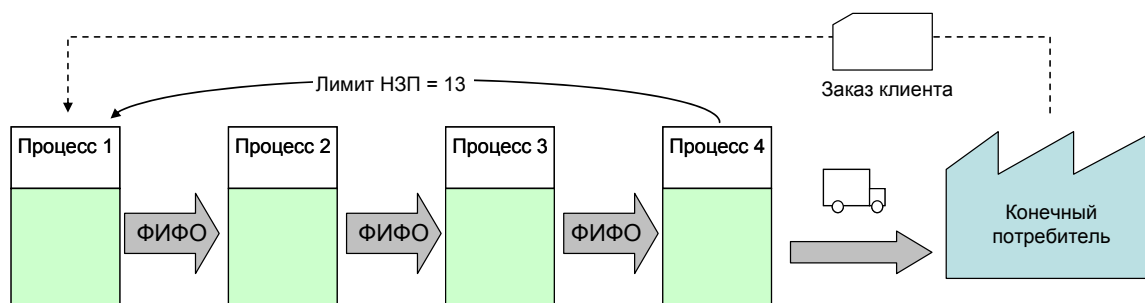 Лимит НЗП = 13
Заказ клиента
Процесс 1
Процесс 2
Процесс 3
Процесс 4
ФИФО
ФИФО
ФИФО
Конечный
потребитель